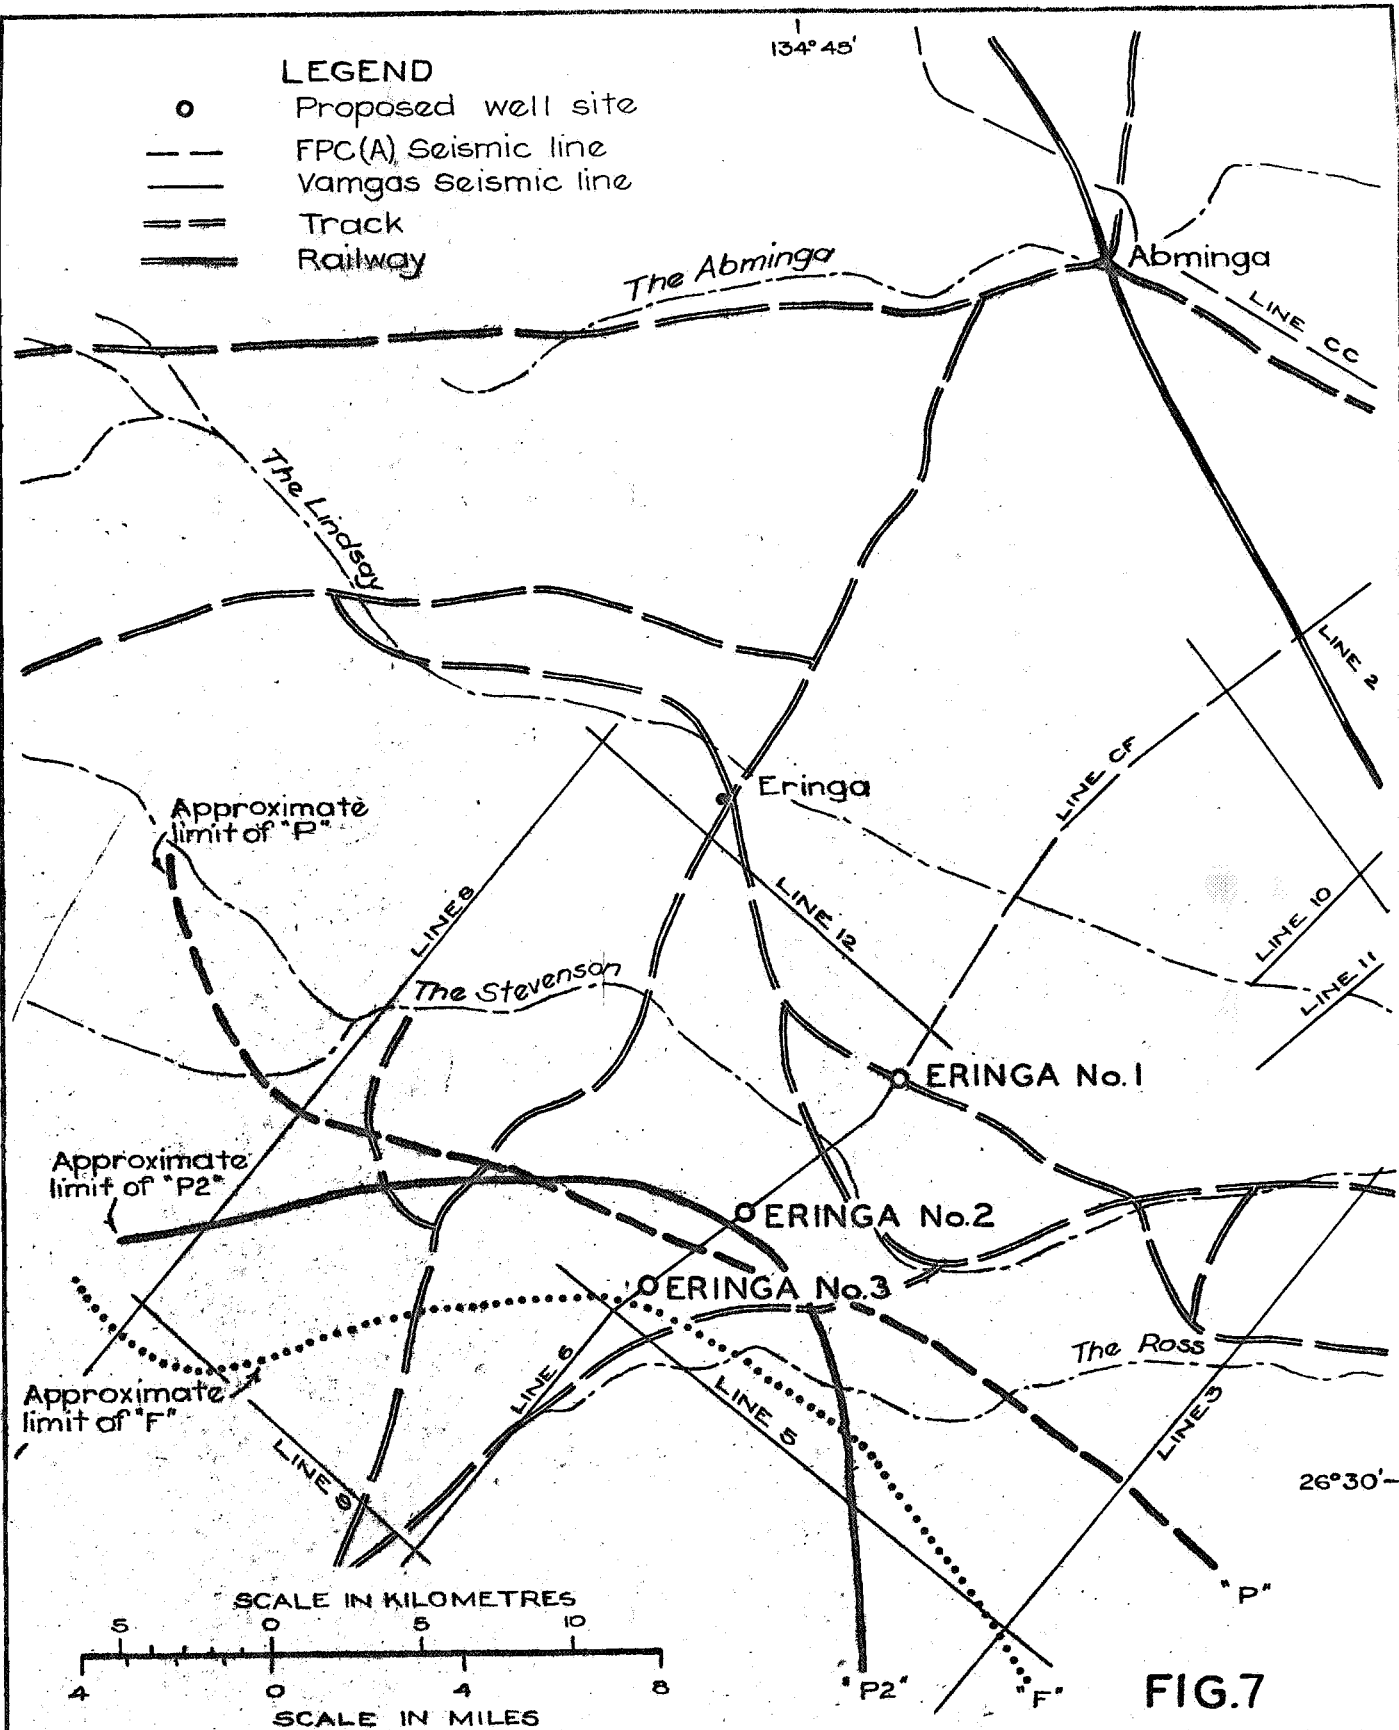 134°45'
LEGEND
Proposed well site
FPC(A) Seismic line
Vamgas Seismic line
Track
Railway
The Abminga
Abminga
LINE CC
The Lindsay
LINE 2
LINE CF
Eringa
Approximate
limit of "P"
LINE 8
LINE 12
LINE 10
LINE 11
The Stevenson
ERINGA No.1
Approximate
limit of "P2"
ERINGA No.2
ERINGA No.3
The Ross
LINE 6
LINE 5
LINE 3
Approximate
limit of "F"
LINE 9
26°30'
SCALE IN KILOMETRES
5 0 5 10
4 0 4 8
SCALE IN MILES
"P"
"P2"
"F"
FIG.7